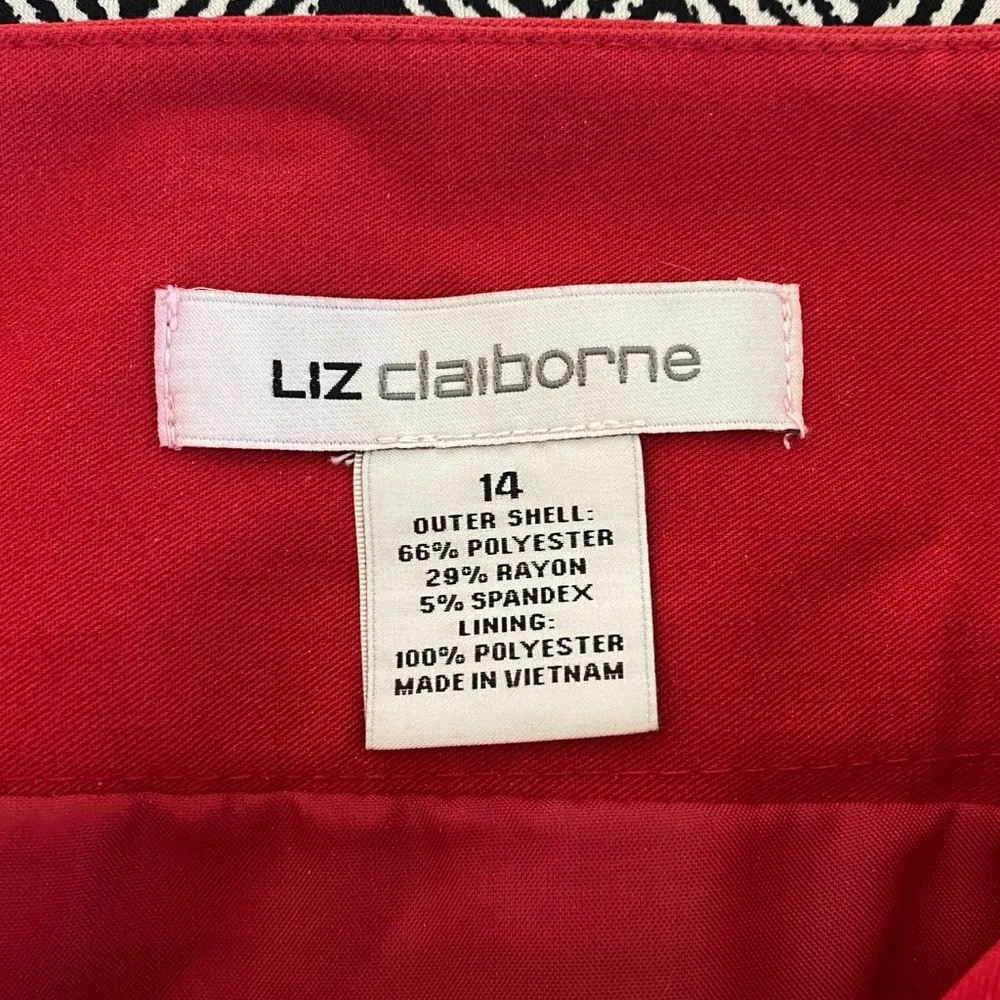 LIZ claiborne
14
OUTER SHELL:
66% POLYESTER
29% RAYON
5% SPANDEX
LINING:
100% POLYESTER
MADE IN VIETNAM